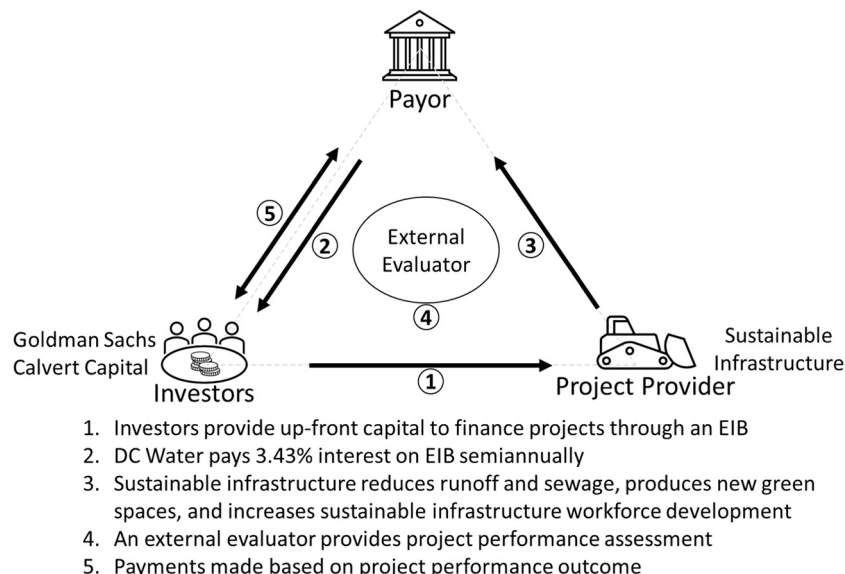 Payor
⑤
②
External
Evaluator
③
④
Goldman Sachs
Calvert Capital
Investors
①
Project Provider
Sustainable
Infrastructure
1. Investors provide up-front capital to finance projects through an EIB
2. DC Water pays 3.43% interest on EIB semiannually
3. Sustainable infrastructure reduces runoff and sewage, produces new green
spaces, and increases sustainable infrastructure workforce development
4. An external evaluator provides project performance assessment
5. Payments made based on project performance outcome